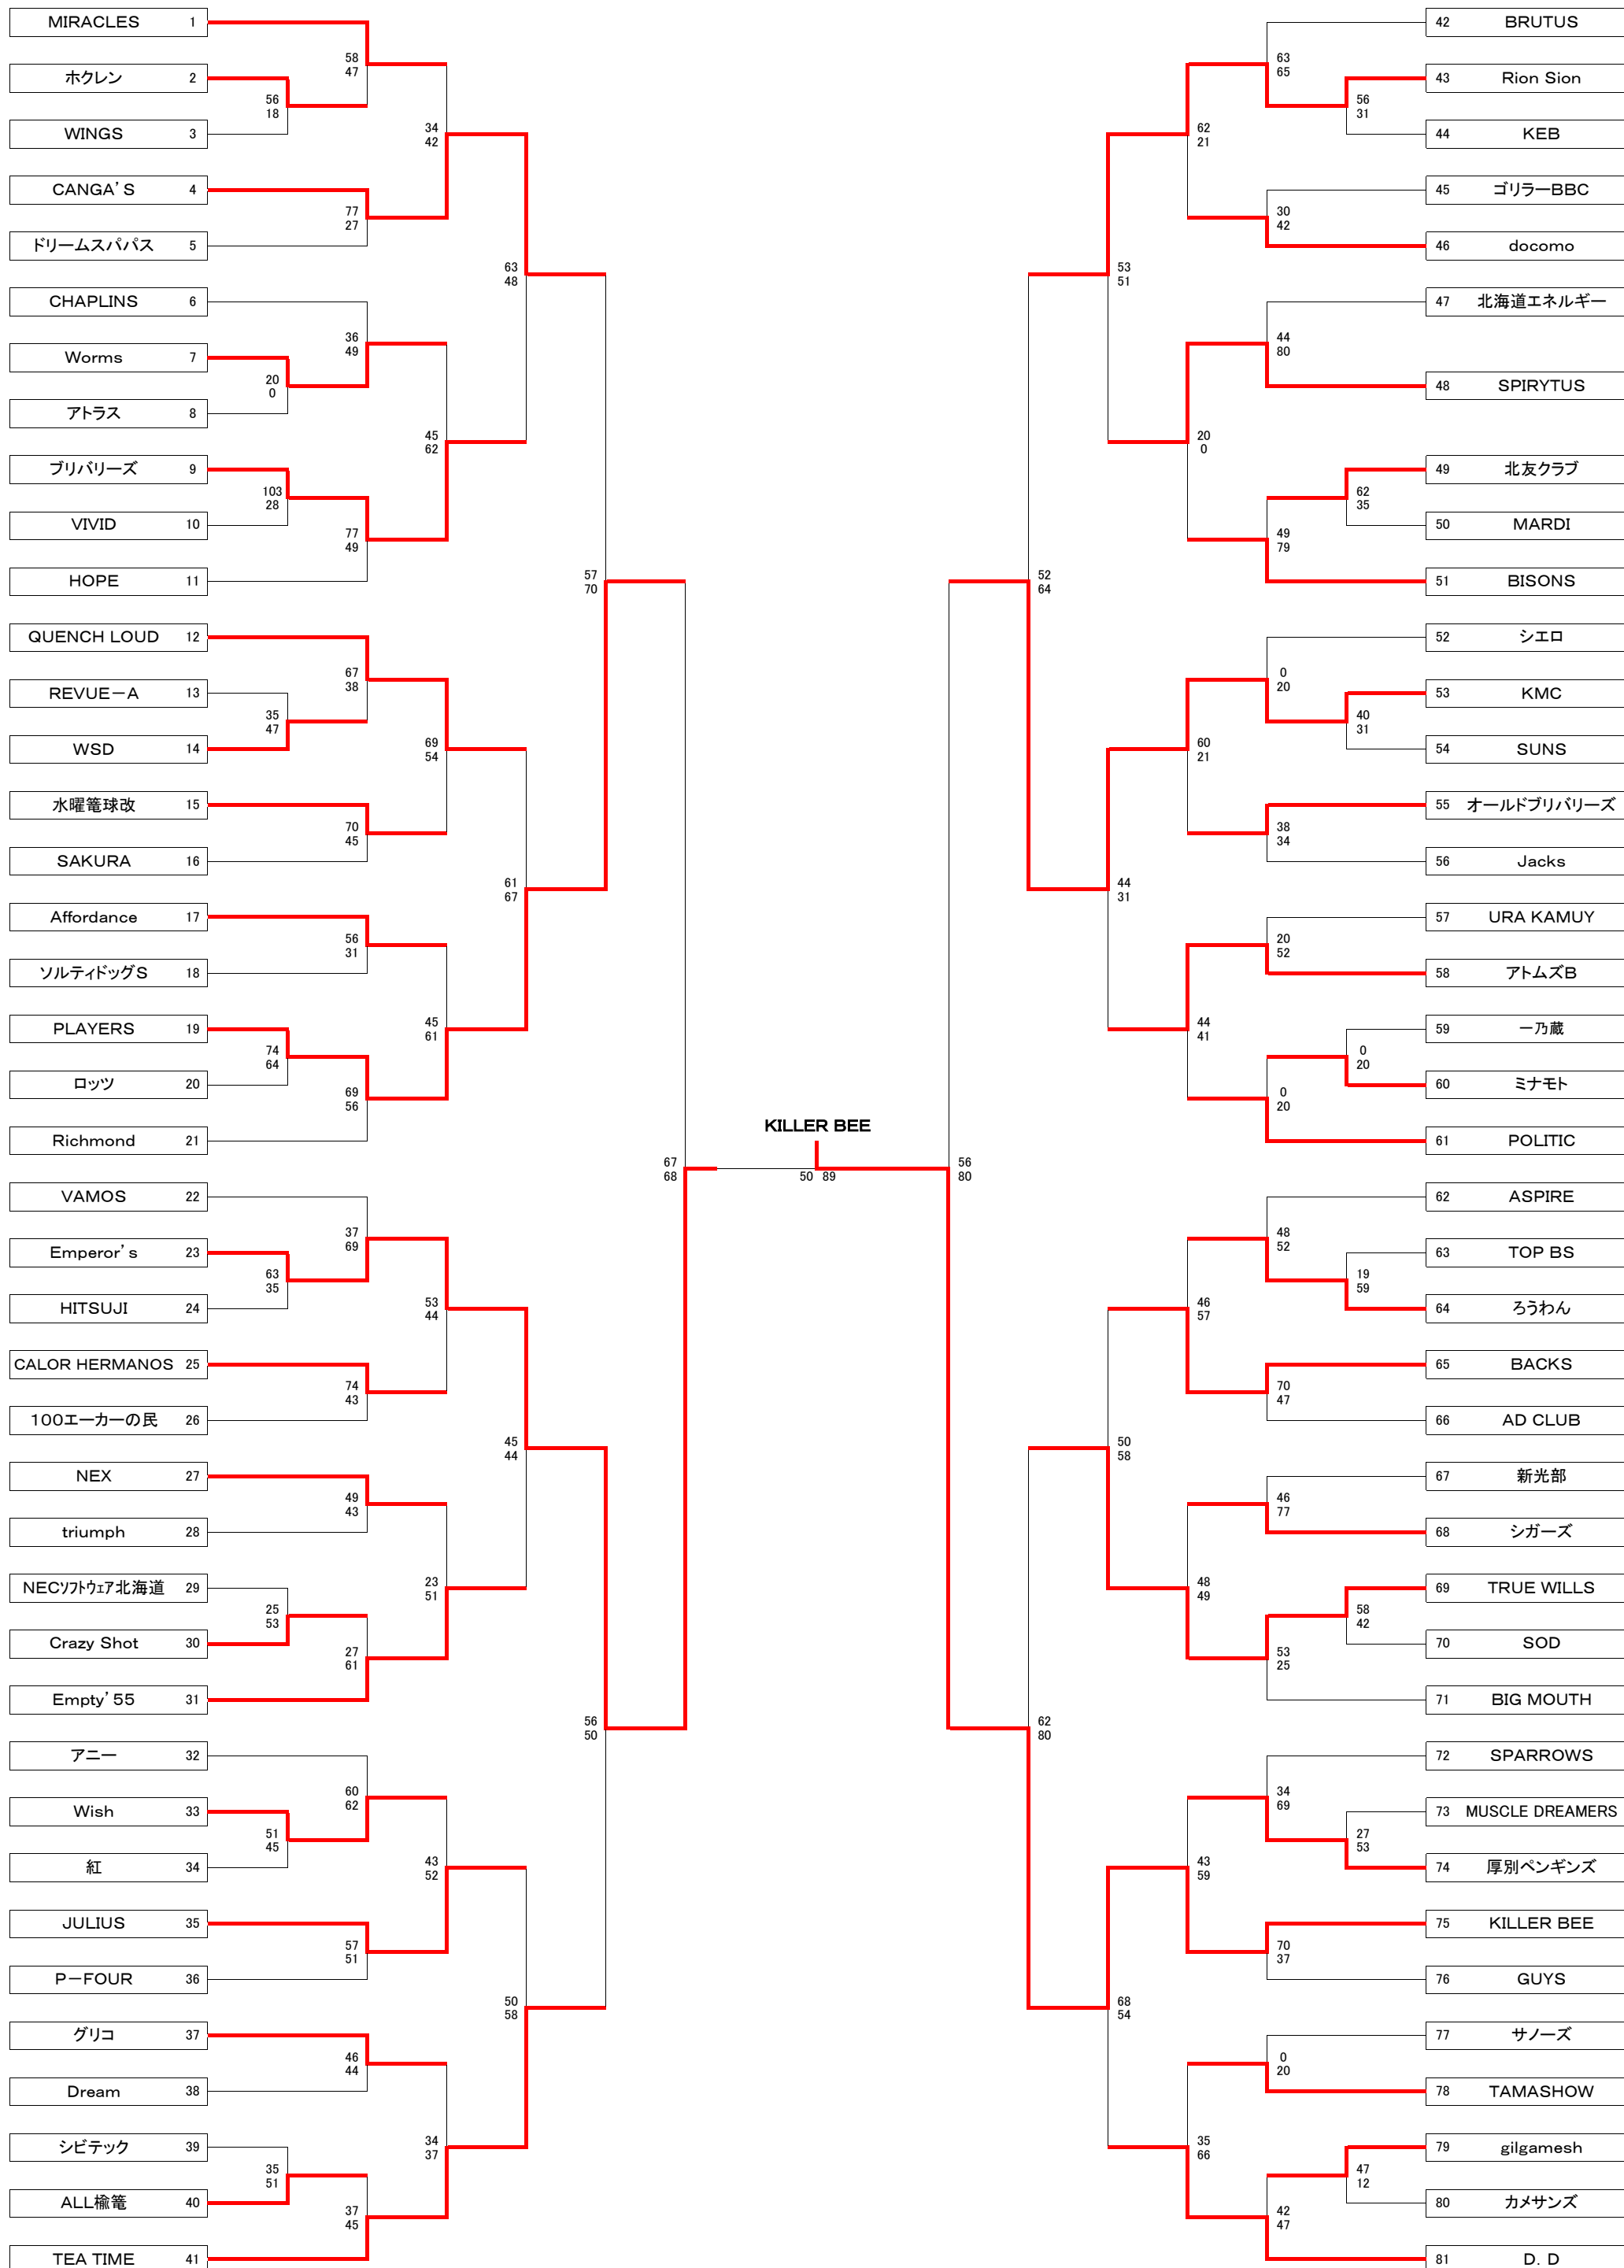 MIRACLES 1
58
47
ホクレン 2
56
18
WINGS 3
34
42
CANGA'S 4
77
27
ドリームスパパス 5
63
48
CHAPLINS 6
36
49
Worms 7
20
0
アトラス 8
45
62
ブリバリーズ 9
103
28
VIVID 10
77
49
HOPE 11
57
70
QUENCH LOUD 12
67
38
REVUE－A 13
35
47
WSD 14
69
54
水曜篭球改 15
70
45
SAKURA 16
61
67
Affordance 17
56
31
ソルティドッグS 18
PLAYERS 19
45
61
74
64
ロッツ 20
69
56
Richmond 21
67
68
VAMOS 22
37
69
Emperor's 23
63
35
HITSUJI 24
53
44
CALOR HERMANOS 25
74
43
100エーカーの民 26
45
44
NEX 27
49
43
triumph 28
NECソフトウェア北海道 29
23
51
25
53
Crazy Shot 30
27
61
Empty'55 31
56
50
アニー 32
60
62
Wish 33
51
45
紅 34
43
52
JULIUS 35
57
51
P－FOUR 36
50
58
グリコ 37
46
44
Dream 38
シビテック 39
34
37
35
51
ALL楡篭 40
37
45
TEA TIME 41
KILLER BEE
50 89
42 BRUTUS
63
65
43 Rion Sion
56
31
44 KEB
62
21
45 ゴリラーBBC
30
42
46 docomo
53
51
47 北海道エネルギー
44
80
48 SPIRYTUS
20
0
49 北友クラブ
62
35
50 MARDI
49
79
51 BISONS
52
64
52 シエロ
0
20
53 KMC
40
31
54 SUNS
60
21
55 オールドブリバリーズ
38
34
56 Jacks
44
31
57 URA KAMUY
20
52
58 アトムズB
59 一乃蔵
44
41
0
20
60 ミナモト
0
20
61 POLITIC
56
80
62 ASPIRE
48
52
63 TOP BS
19
59
64 ろうわん
46
57
65 BACKS
70
47
66 AD CLUB
50
58
67 新光部
46
77
68 シガーズ
69 TRUE WILLS
48
49
58
42
70 SOD
53
25
71 BIG MOUTH
62
80
72 SPARROWS
34
69
73 MUSCLE DREAMERS
27
53
74 厚別ペンギンズ
43
59
75 KILLER BEE
70
37
76 GUYS
68
54
77 サノーズ
0
20
78 TAMASHOW
79 gilgamesh
35
66
47
12
80 カメサンズ
42
47
81 D．D